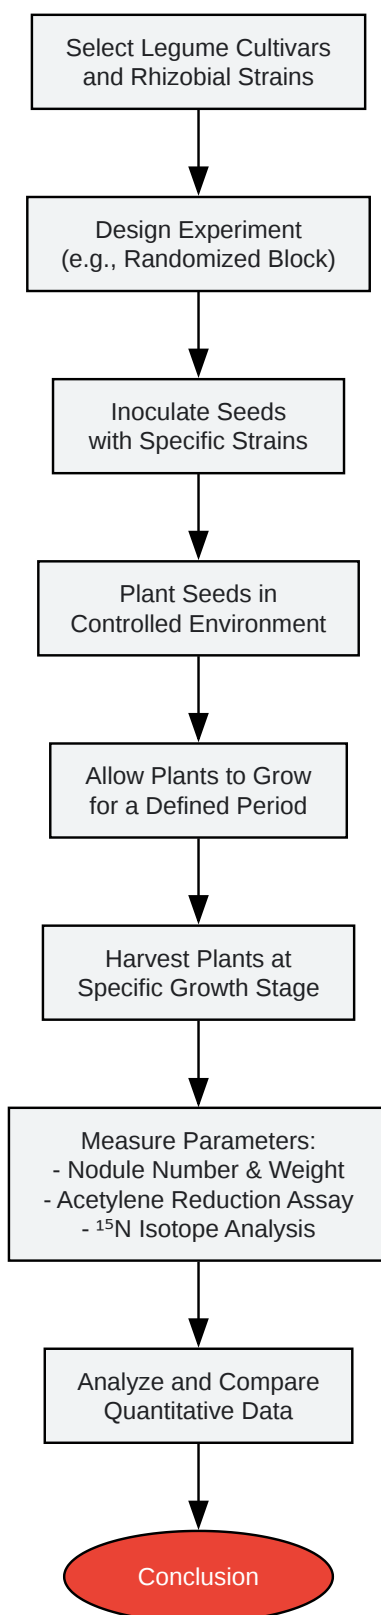 Select Legume Cultivars
and Rhizobial Strains
Design Experiment
(e.g., Randomized Block)
Inoculate Seeds
with Specific Strains
Plant Seeds in
Controlled Environment
Allow Plants to Grow
for a Defined Period
Harvest Plants at
Specific Growth Stage
Measure Parameters:
- Nodule Number & Weight
- Acetylene Reduction Assay
- ¹⁵N Isotope Analysis
Analyze and Compare
Quantitative Data
Conclusion